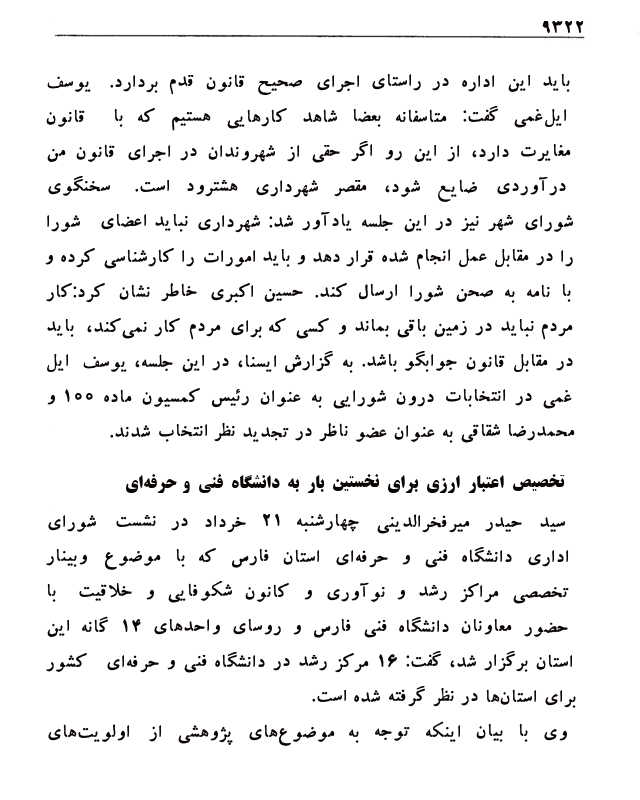 ۹۳۲۲
باید این اداره در راستای اجرای صحیح قانون قدم بردارد. یوسف
ایل‌غمی گفت: متاسفانه بعضا شاهد کارهایی هستیم که با قانون
مغایرت دارد، از این رو اگر حقی از شهروندان در اجرای قانون من
درآوردی ضایع شود، مقصر شهرداری هشترود است. سخنگوی
شورای شهر نیز در این جلسه یادآور شد: شهرداری نباید اعضای شورا
را در مقابل عمل انجام شده قرار دهد و باید امورات را کارشناسی کرده و
با نامه به صحن شورا ارسال کند. حسین اکبری خاطر نشان کرد:کار
مردم نباید در زمین باقی بماند و کسی که برای مردم کار نمی‌کند، باید
در مقابل قانون جوابگو باشد. به گزارش ایسنا، در این جلسه، یوسف ایل
غمی در انتخابات درون شورایی به عنوان رئیس کمسیون ماده ۱۰۰ و
محمدرضا شقاقی به عنوان عضو ناظر در تجدید نظر انتخاب شدند.
تخصیص اعتبار ارزی برای نخستین بار به دانشگاه فنی و حرفه‌ای
سید حیدر میرفخرالدینی چهارشنبه ۲۱ خرداد در نشست شورای
اداری دانشگاه فنی و حرفه‌ای استان فارس که با موضوع وبینار
تخصصی مراکز رشد و نوآوری و کانون شکوفایی و خلاقیت با
حضور معاونان دانشگاه فنی فارس و روسای واحدهای ۱۴ گانه این
استان برگزار شد، گفت: ۱۶ مرکز رشد در دانشگاه فنی و حرفه‌ای کشور
برای استان‌ها در نظر گرفته شده است.
وی با بیان اینکه توجه به موضوع‌های پژوهشی از اولویت‌های